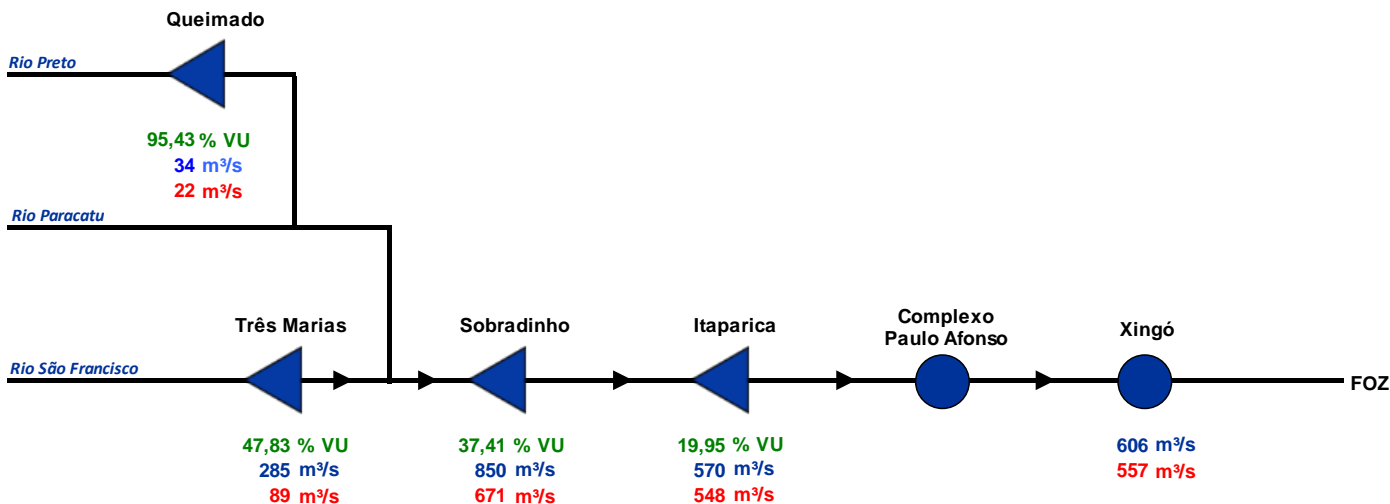 Queimado
Rio Preto
95,43 % VU
34 m³/s
22 m³/s
Rio Paracatu
Três Marias
Sobradinho
Itaparica
Complexo
Paulo Afonso
Xingó
Rio São Francisco
FOZ
47,83 % VU
285 m³/s
89 m³/s
37,41 % VU
850 m³/s
671 m³/s
19,95 % VU
570 m³/s
548 m³/s
606 m³/s
557 m³/s